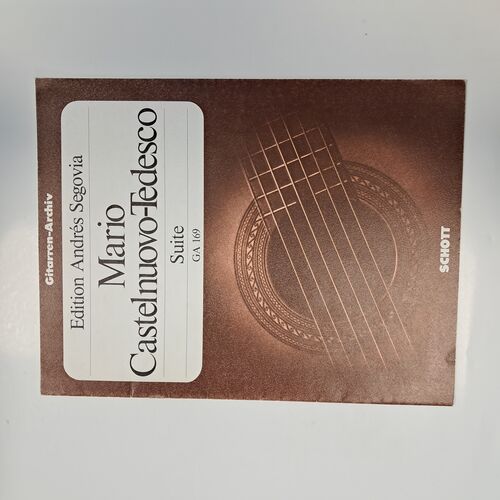 Gitarren-Archiv
Edition Andrés Segovia
Mario
Castelnuovo-Tedesco
Suite
GA 169
SCHOTT